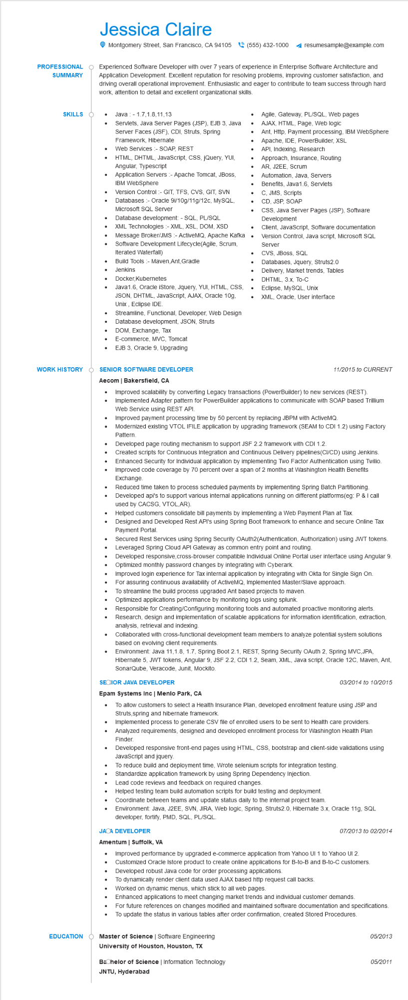 Jessica Claire
Montgomery Street, San Francisco, CA 94105 (555) 432-1000 resumesample@example.com
PROFESSIONAL
SUMMARY
Experienced Software Developer with over 7 years of experience in Enterprise Software Architecture and
Application Development. Excellent reputation for resolving problems, improving customer satisfaction, and
driving overall operational improvement. Enthusiastic and eager to contribute to team success through hard
work, attention to detail and excellent organizational skills.
SKILLS
• Java : - 1.7,1.8,11,13
• Servlets, Java Server Pages (JSP), EJB 3, Java
Server Faces (JSF), CDI, Struts, Spring
Framework, Hibernate
• Web Services :- SOAP, REST
• HTML, DHTML, JavaScript, CSS, jQuery, YUI,
Angular, Typescript
• Application Servers :- Apache Tomcat, JBoss,
IBM WebSphere
• Version Control :- GIT, TFS, CVS, GIT, SVN
• Databases :- Oracle 9i/10g/11g/12c, MySQL,
Microsoft SQL Server
• Database development: - SQL, PL/SQL
• XML Technologies :- XML, XSL, DOM, XSD
• Message Broker/JMS :- ActiveMQ, Apache Kafka
• Software Development Lifecycle(Agile, Scrum,
Iterated Waterfall)
• Build Tools :- Maven,Ant,Gradle
• Jenkins
• Docker,Kubernetes
• Java1.6, Oracle iStore, Jquery, YUI, HTML, CSS,
JSON, DHTML, JavaScript, AJAX, Oracle 10g,
Unix , Eclipse IDE.
• Streamline, Functional, Developer, Web Design
• Database development, JSON, Struts
• DOM, Exchange, Tax
• E-commerce, MVC, Tomcat
• EJB 3, Oracle 9, Upgrading
• Agile, Gateway, PL/SQL, Web pages
• AJAX, HTML, Page, Web logic
• Ant, Http, Payment processing, IBM WebSphere
• Apache, IDE, PowerBuilder, XSL
• API, Indexing, Research
• Approach, Insurance, Routing
• AR, J2EE, Scrum
• Automation, Java, Servers
• Benefits, Java1.6, Servlets
• C, JMS, Scripts
• CD, JSP, SOAP
• CSS, Java Server Pages (JSP), Software
Development
• Client, JavaScript, Software documentation
• Version Control, Java script, Microsoft SQL
Server
• CVS, JBoss, SQL
• Databases, Jquery, Struts2.0
• Delivery, Market trends, Tables
• DHTML, 3.x, To-C
• Eclipse, MySQL, Unix
• XML, Oracle, User interface
WORK HISTORY
SENIOR SOFTWARE DEVELOPER 11/2015 to CURRENT
Aecom | Bakersfield, CA
• Improved scalability by converting Legacy transactions (PowerBuilder) to new services (REST).
• Implemented Adapter pattern for PowerBuilder applications to communicate with SOAP based Trillium
Web Service using REST API.
• Improved payment processing time by 50 percent by replacing JBPM with ActiveMQ.
• Modernized existing VTOL IFILE application by upgrading framework (SEAM to CDI 1.2) using Factory
Pattern.
• Developed page routing mechanism to support JSF 2.2 framework with CDI 1.2.
• Created scripts for Continuous Integration and Continuous Delivery pipelines(CI/CD) using Jenkins.
• Enhanced Security for Individual application by implementing Two Factor Authentication using Twilio.
• Improved code coverage by 70 percent over a span of 2 months at Washington Health Benefits
Exchange.
• Reduced time taken to process scheduled payments by implementing Spring Batch Partitioning.
• Developed api's to support various internal applications running on different platforms(eg: P & I call
used by CACSG, VTOL,AR).
• Helped customers consolidate bill payments by implementing a Web Payment Plan at Tax.
• Designed and Developed Rest API's using Spring Boot framework to enhance and secure Online Tax
Payment Portal.
• Secured Rest Services using Spring Security OAuth2(Authentication, Authorization) using JWT tokens.
• Leveraged Spring Cloud API Gateway as common entry point and routing.
• Developed responsive,cross-browser compatible Individual Online Portal user interface using Angular 9.
• Optimized monthly password changes by integrating with Cyberark.
• Improved login experience for Tax internal application by integrating with Okta for Single Sign On.
• For assuring continuous availability of ActiveMQ, Implemented Master/Slave approach.
• To streamline the build process upgraded Ant based projects to maven.
• Optimized applications performance by monitoring logs using splunk.
• Responsible for Creating/Configuring monitoring tools and automated proactive monitoring alerts.
• Research, design and implementation of scalable applications for information identification, extraction,
analysis, retrieval and indexing.
• Collaborated with cross-functional development team members to analyze potential system solutions
based on evolving client requirements.
• Environment: Java 11,1.8, 1.7, Spring Boot 2.1, REST, Spring Security OAuth 2, Spring MVC,JPA,
Hibernate 5, JWT tokens, Angular 9, JSF 2.2, CDI 1.2, Seam, XML, Java script, Oracle 12C, Maven, Ant,
SonarQube, Veracode, Junit, Mockito.
SENIOR JAVA DEVELOPER 03/2014 to 10/2015
Epam Systems Inc | Menlo Park, CA
• To allow customers to select a Health Insurance Plan, developed enrollment feature using JSP and
Struts,spring and hibernate framework.
• Implemented process to generate CSV file of enrolled users to be sent to Health care providers.
• Analyzed requirements, designed and developed enrollment process for Washington Health Plan
Finder.
• Developed responsive front-end pages using HTML, CSS, bootstrap and client-side validations using
JavaScript and jquery.
• To reduce build and deployment time, Wrote selenium scripts for integration testing.
• Standardize application framework by using Spring Dependency Injection.
• Lead code reviews and feedback on required changes.
• Helped testing team build automation scripts for build testing and deployment.
• Coordinate between teams and update status daily to the internal project team.
• Environment: Java, J2EE, SVN, JIRA, Web logic, Spring, Struts2.0, Hibernate 3.x, Oracle 11g, SQL
developer, fortify, PMD, SQL, PL/SQL.
JAVA DEVELOPER 07/2013 to 02/2014
Amentum | Suffolk, VA
• Improved performance by upgraded e-commerce application from Yahoo UI 1 to Yahoo UI 2.
• Customized Oracle Istore product to create online applications for B-to-B and B-to-C customers.
• Developed robust Java code for order processing applications.
• To dynamically render client data used AJAX based http request call backs.
• Worked on dynamic menus, which stick to all web pages.
• Enhanced applications to meet changing market trends and individual customer demands.
• For future references on changes modified and maintained software documentation and specifications.
• To update the status in various tables after order confirmation, created Stored Procedures.
EDUCATION
Master of Science | Software Engineering 05/2013
University of Houston, Houston, TX
Bachelor of Science | Information Technology 05/2011
JNTU, Hyderabad